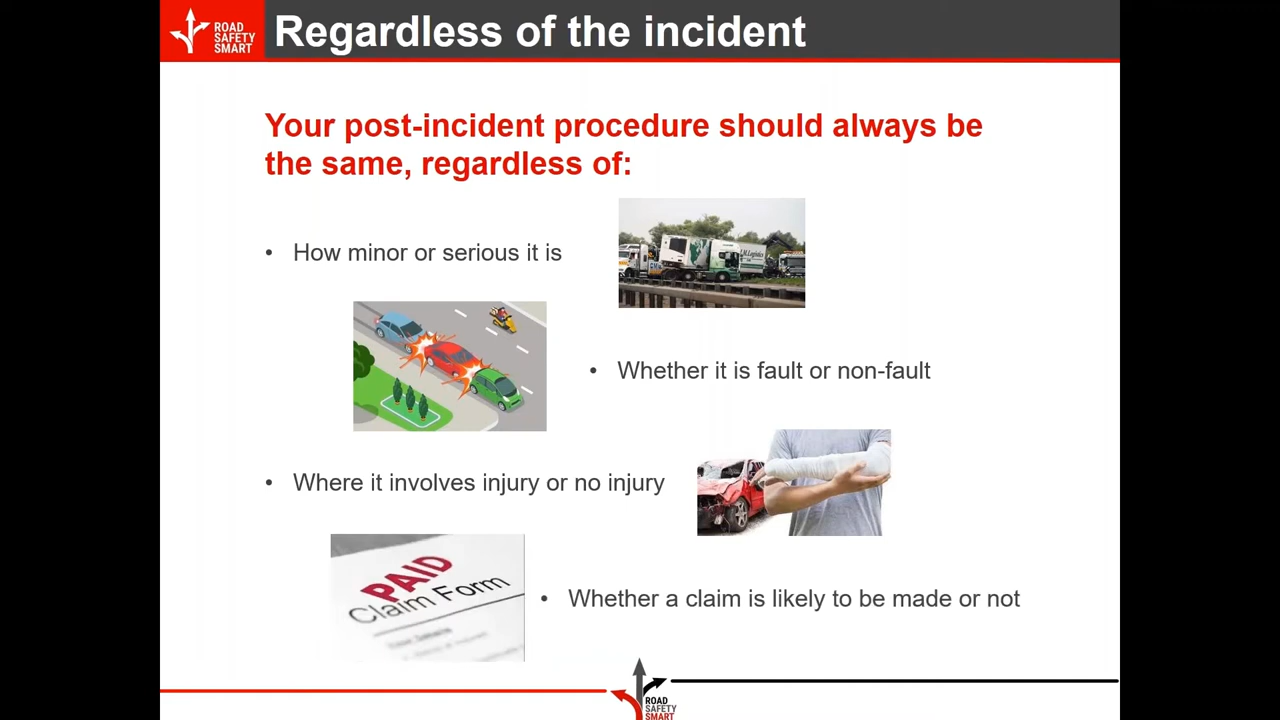 ROAD
SAFETY
SMART
Regardless of the incident
Your post-incident procedure should always be
the same, regardless of:
• How minor or serious it is
• Whether it is fault or non-fault
• Where it involves injury or no injury
PAID
Claim Form
• Whether a claim is likely to be made or not
ROAD
SAFETY
SMART